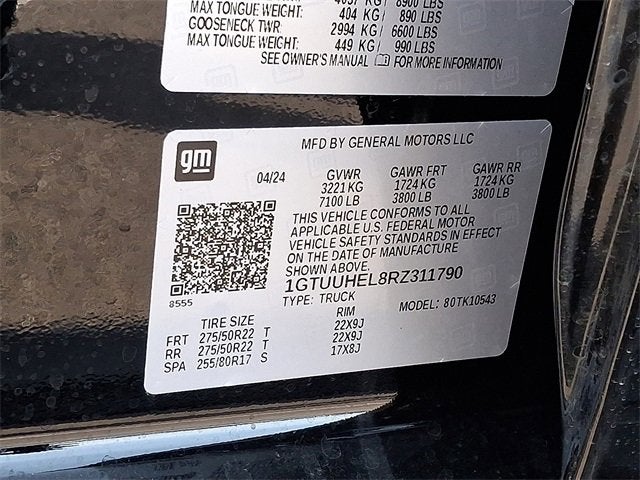 4037 KG/ 8900 LBS
MAX TONGUE WEIGHT: 404 KG/ 890 LBS
GOOSENECK TWR: 2994 KG/ 6600 LBS
MAX TONGUE WEIGHT: 449 KG/ 990 LBS
SEE OWNER'S MANUAL FOR MORE INFORMATION
gm
MFD BY GENERAL MOTORS LLC
04/24 GVWR GAWR FRT GAWR RR
3221 KG 1724 KG 1724 KG
7100 LB 3800 LB 3800 LB
THIS VEHICLE CONFORMS TO ALL
APPLICABLE U.S. FEDERAL MOTOR
VEHICLE SAFETY STANDARDS IN EFFECT
ON THE DATE OF MANUFACTURE
SHOWN ABOVE.
1GTUUHEL8RZ311790
8555
TYPE: TRUCK MODEL: 80TK10543
TIRE SIZE RIM
FRT 275/50R22 T 22X9J
RR 275/50R22 T 22X9J
SPA 255/80R17 S 17X8J